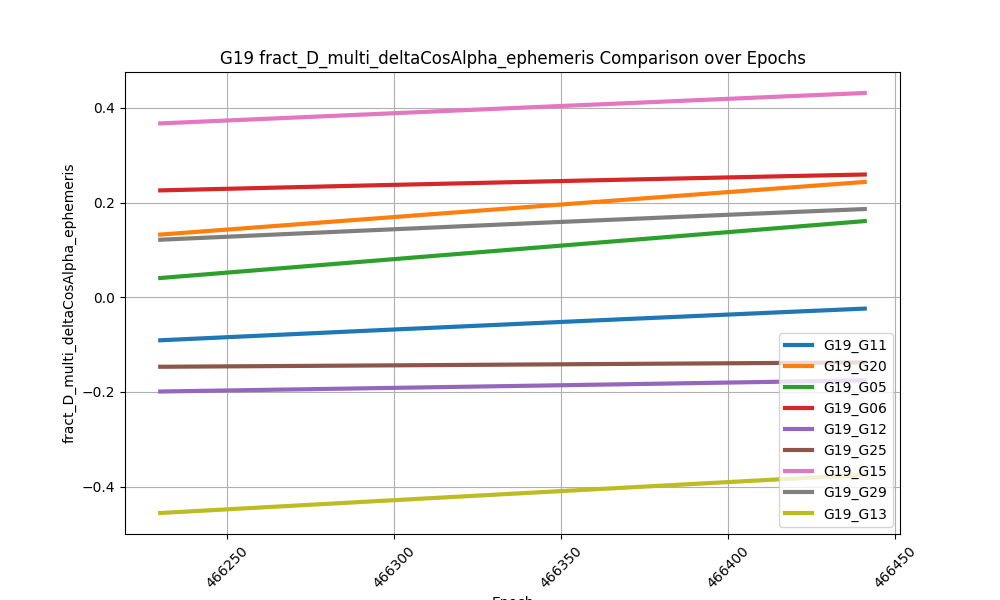 G19 fract_D_multi_deltaCosAlpha_ephemeris Comparison over Epochs
fract_D_multi_deltaCosAlpha_ephemeris
0.4
0.2
0.0
−0.2
−0.4
466250
466300
466350
466400
466450
Epoch
G19_G11
G19_G20
G19_G05
G19_G06
G19_G12
G19_G25
G19_G15
G19_G29
G19_G13